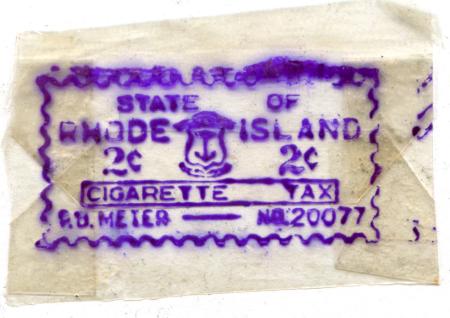 STATE OF
RHODE ISLAND
2¢ 2¢
CIGARETTE TAX
P.B. METER — NO. 20077